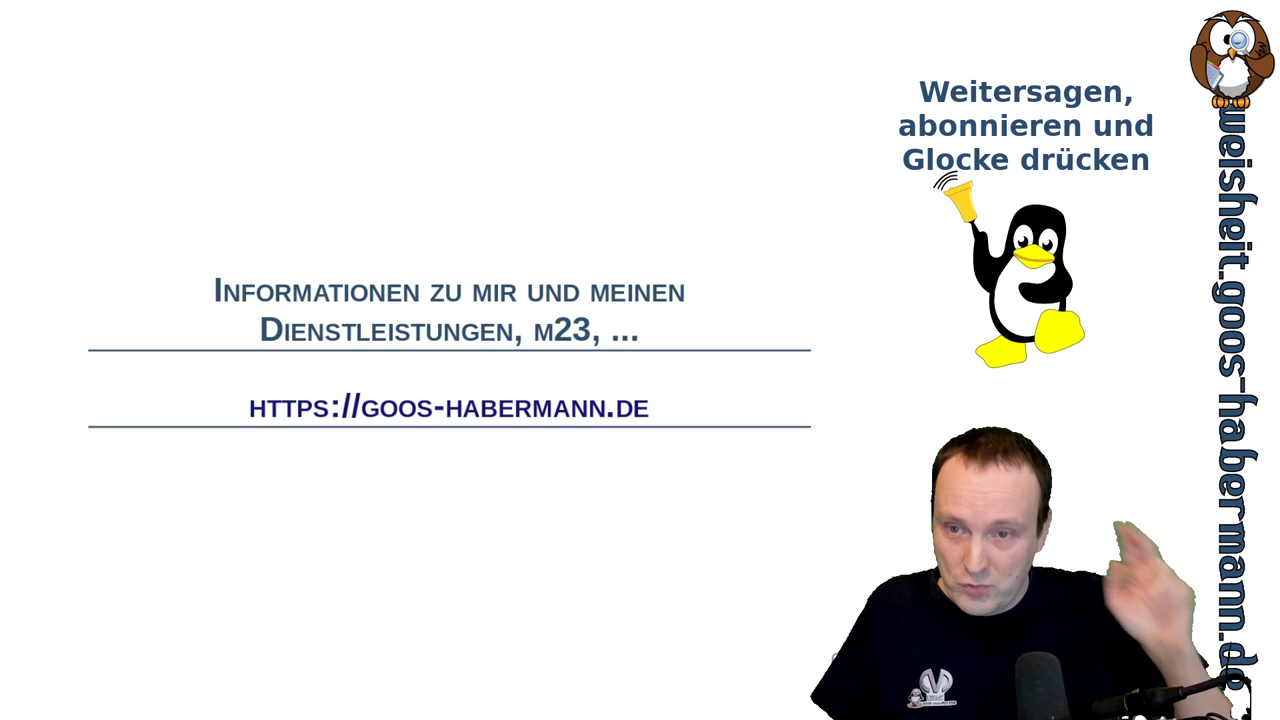 Weitersagen,
abonnieren und
Glocke drücken
Informationen zu mir und meinen
Dienstleistungen, m23, ...
https://goos-habermann.de
weisheit.goos-habermann.de